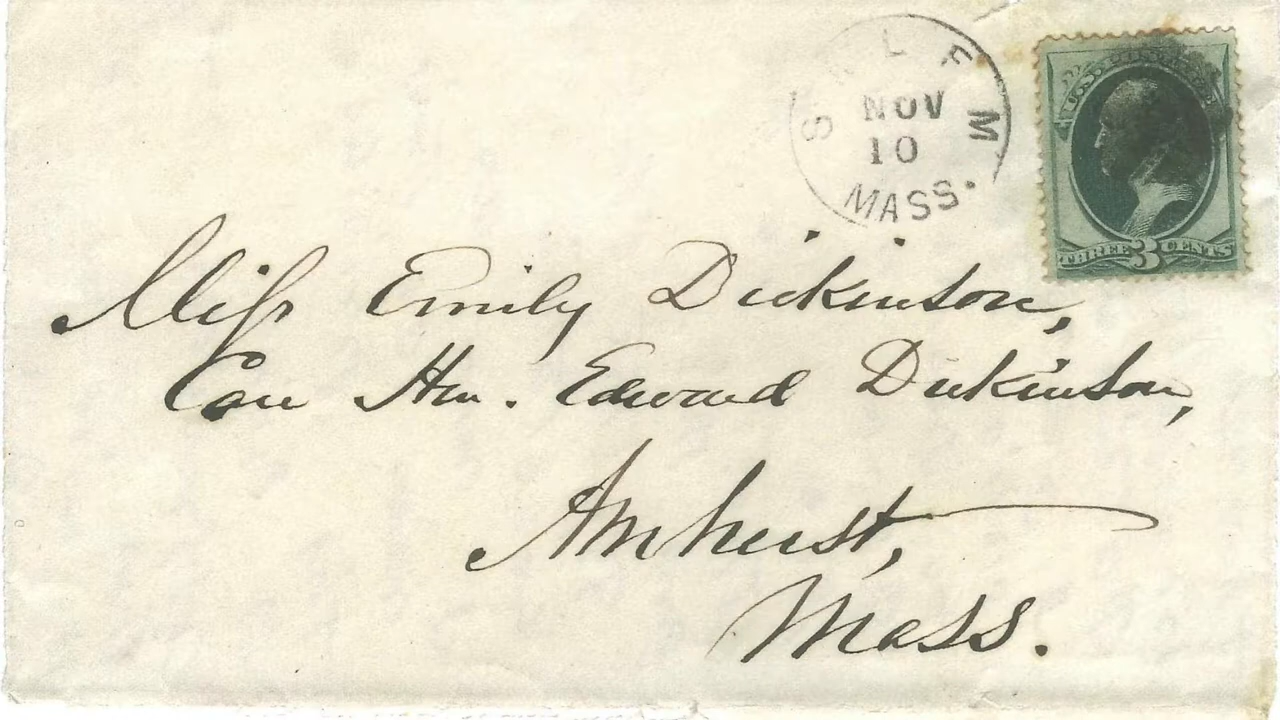 SALEM
NOV
10
MASS.
U.S. POSTAGE
THREE 3 CENTS
Miss Emily Dickinson,
Care Hon. Edward Dickinson,
Amherst,
Mass.